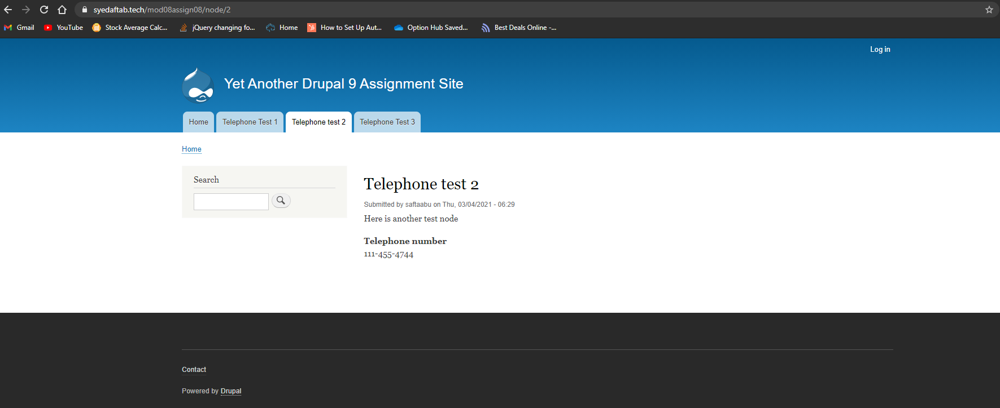 syedaftab.tech/mod08assign08/node/2
Gmail YouTube Stock Average Calc... jQuery changing fo... Home How to Set Up Aut... Option Hub Saved... Best Deals Online -...
Log in
Yet Another Drupal 9 Assignment Site
Home Telephone Test 1 Telephone test 2 Telephone Test 3
Home
Search
Telephone test 2
Submitted by saftaabu on Thu, 03/04/2021 - 06:29
Here is another test node
Telephone number
111-455-4744
Contact
Powered by Drupal